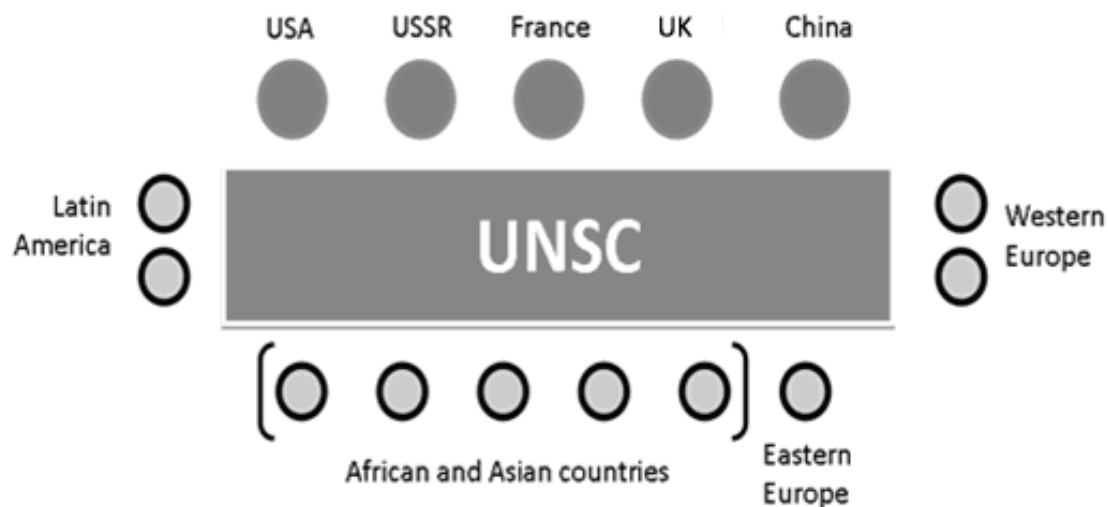 USA USSR France UK China
Latin
America
UNSC
Western
Europe
African and Asian countries
Eastern
Europe